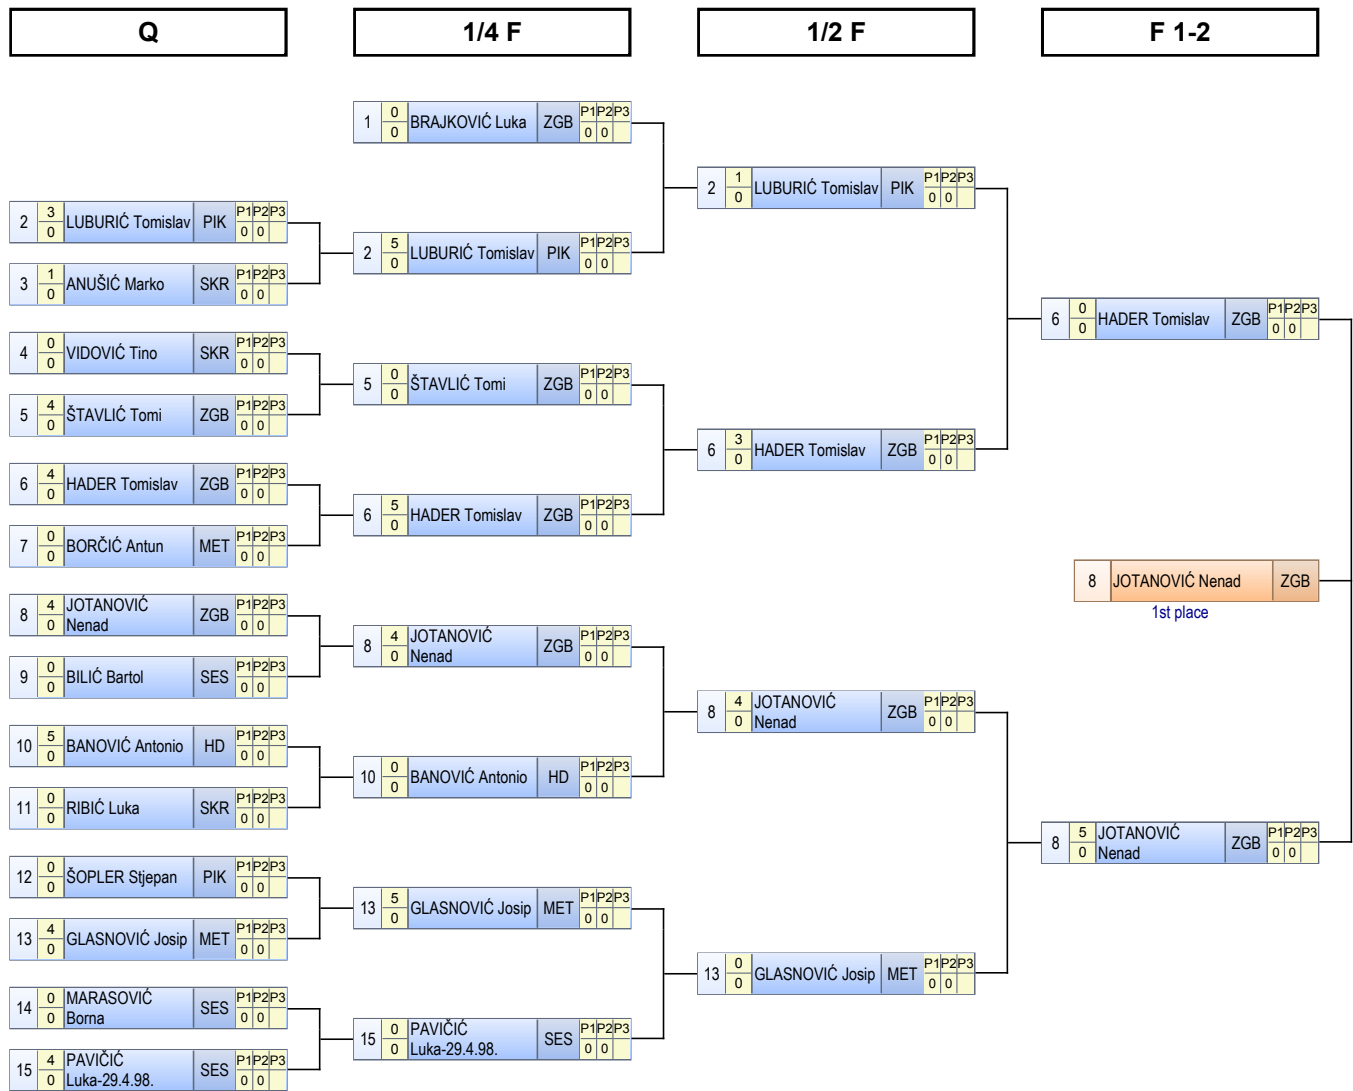 Q
1/4 F
1/2 F
F 1-2
1 0 BRAJKOVIĆ Luka ZGB P1 P2 P3
0 0 0
2 1 LUBURIĆ Tomislav PIK P1 P2 P3
0 0 0
2 3 LUBURIĆ Tomislav PIK P1 P2 P3
0 0 0
3 1 ANUŠIĆ Marko SKR P1 P2 P3
0 0 0
2 5 LUBURIĆ Tomislav PIK P1 P2 P3
0 0 0
4 0 VIDOVIĆ Tino SKR P1 P2 P3
0 0 0
5 4 ŠTAVLIĆ Tomi ZGB P1 P2 P3
0 0 0
5 0 ŠTAVLIĆ Tomi ZGB P1 P2 P3
0 0 0
6 0 HADER Tomislav ZGB P1 P2 P3
0 0 0
6 3 HADER Tomislav ZGB P1 P2 P3
0 0 0
6 4 HADER Tomislav ZGB P1 P2 P3
0 0 0
7 0 BORČIĆ Antun MET P1 P2 P3
0 0 0
6 5 HADER Tomislav ZGB P1 P2 P3
0 0 0
8 JOTANOVIĆ Nenad ZGB
1st place
8 4 JOTANOVIĆ ZGB P1 P2 P3
0 Nenad 0 0
9 0 BILIĆ Bartol SES P1 P2 P3
0 0 0
8 4 JOTANOVIĆ ZGB P1 P2 P3
0 Nenad 0 0
8 4 JOTANOVIĆ ZGB P1 P2 P3
0 Nenad 0 0
10 5 BANOVIĆ Antonio HD P1 P2 P3
0 0 0
11 0 RIBIĆ Luka SKR P1 P2 P3
0 0 0
10 0 BANOVIĆ Antonio HD P1 P2 P3
0 0 0
8 5 JOTANOVIĆ ZGB P1 P2 P3
0 Nenad 0 0
12 0 ŠOPLER Stjepan PIK P1 P2 P3
0 0 0
13 4 GLASNOVIĆ Josip MET P1 P2 P3
0 0 0
13 5 GLASNOVIĆ Josip MET P1 P2 P3
0 0 0
13 0 GLASNOVIĆ Josip MET P1 P2 P3
0 0 0
14 0 MARASOVIĆ SES P1 P2 P3
0 Borna 0 0
15 4 PAVIČIĆ SES P1 P2 P3
0 Luka-29.4.98. 0 0
15 0 PAVIČIĆ SES P1 P2 P3
0 Luka-29.4.98. 0 0